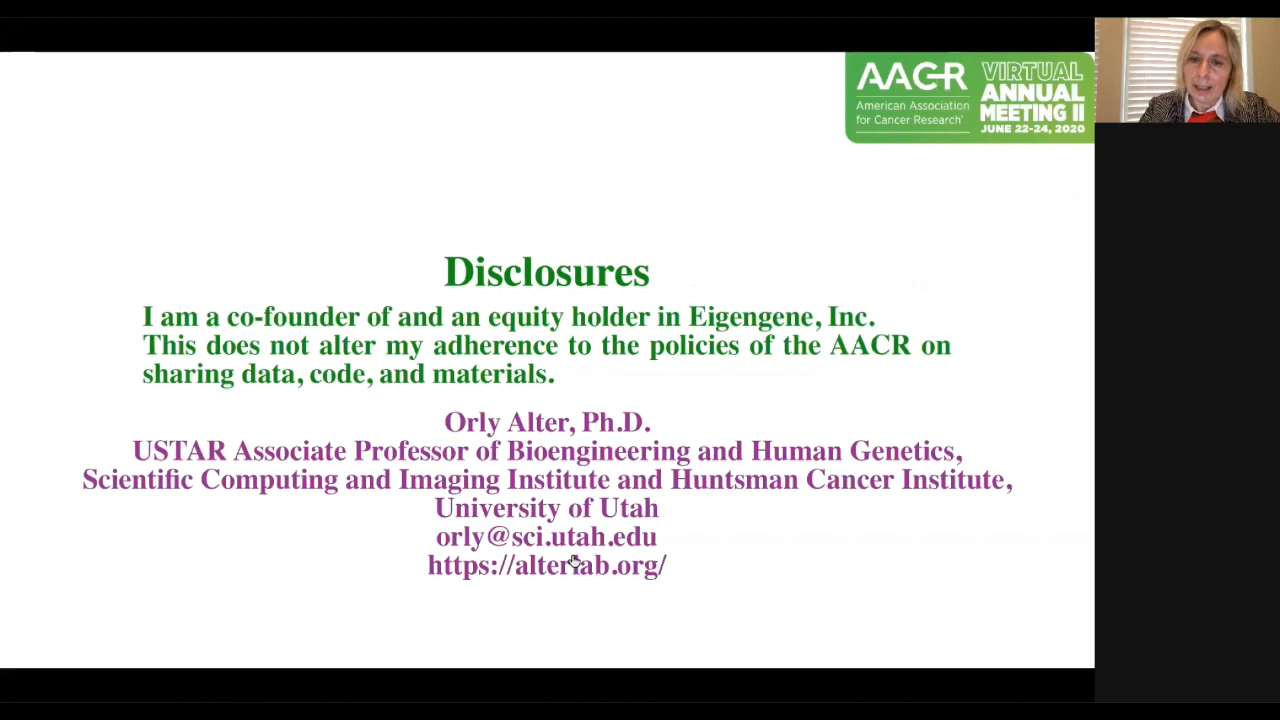 AACR
American Association
for Cancer Research®
VIRTUAL
ANNUAL
MEETING II
JUNE 22-24, 2020
Disclosures
I am a co-founder of and an equity holder in Eigengene, Inc.
This does not alter my adherence to the policies of the AACR on
sharing data, code, and materials.
Orly Alter, Ph.D.
USTAR Associate Professor of Bioengineering and Human Genetics,
Scientific Computing and Imaging Institute and Huntsman Cancer Institute,
University of Utah
orly@sci.utah.edu
https://alterlab.org/